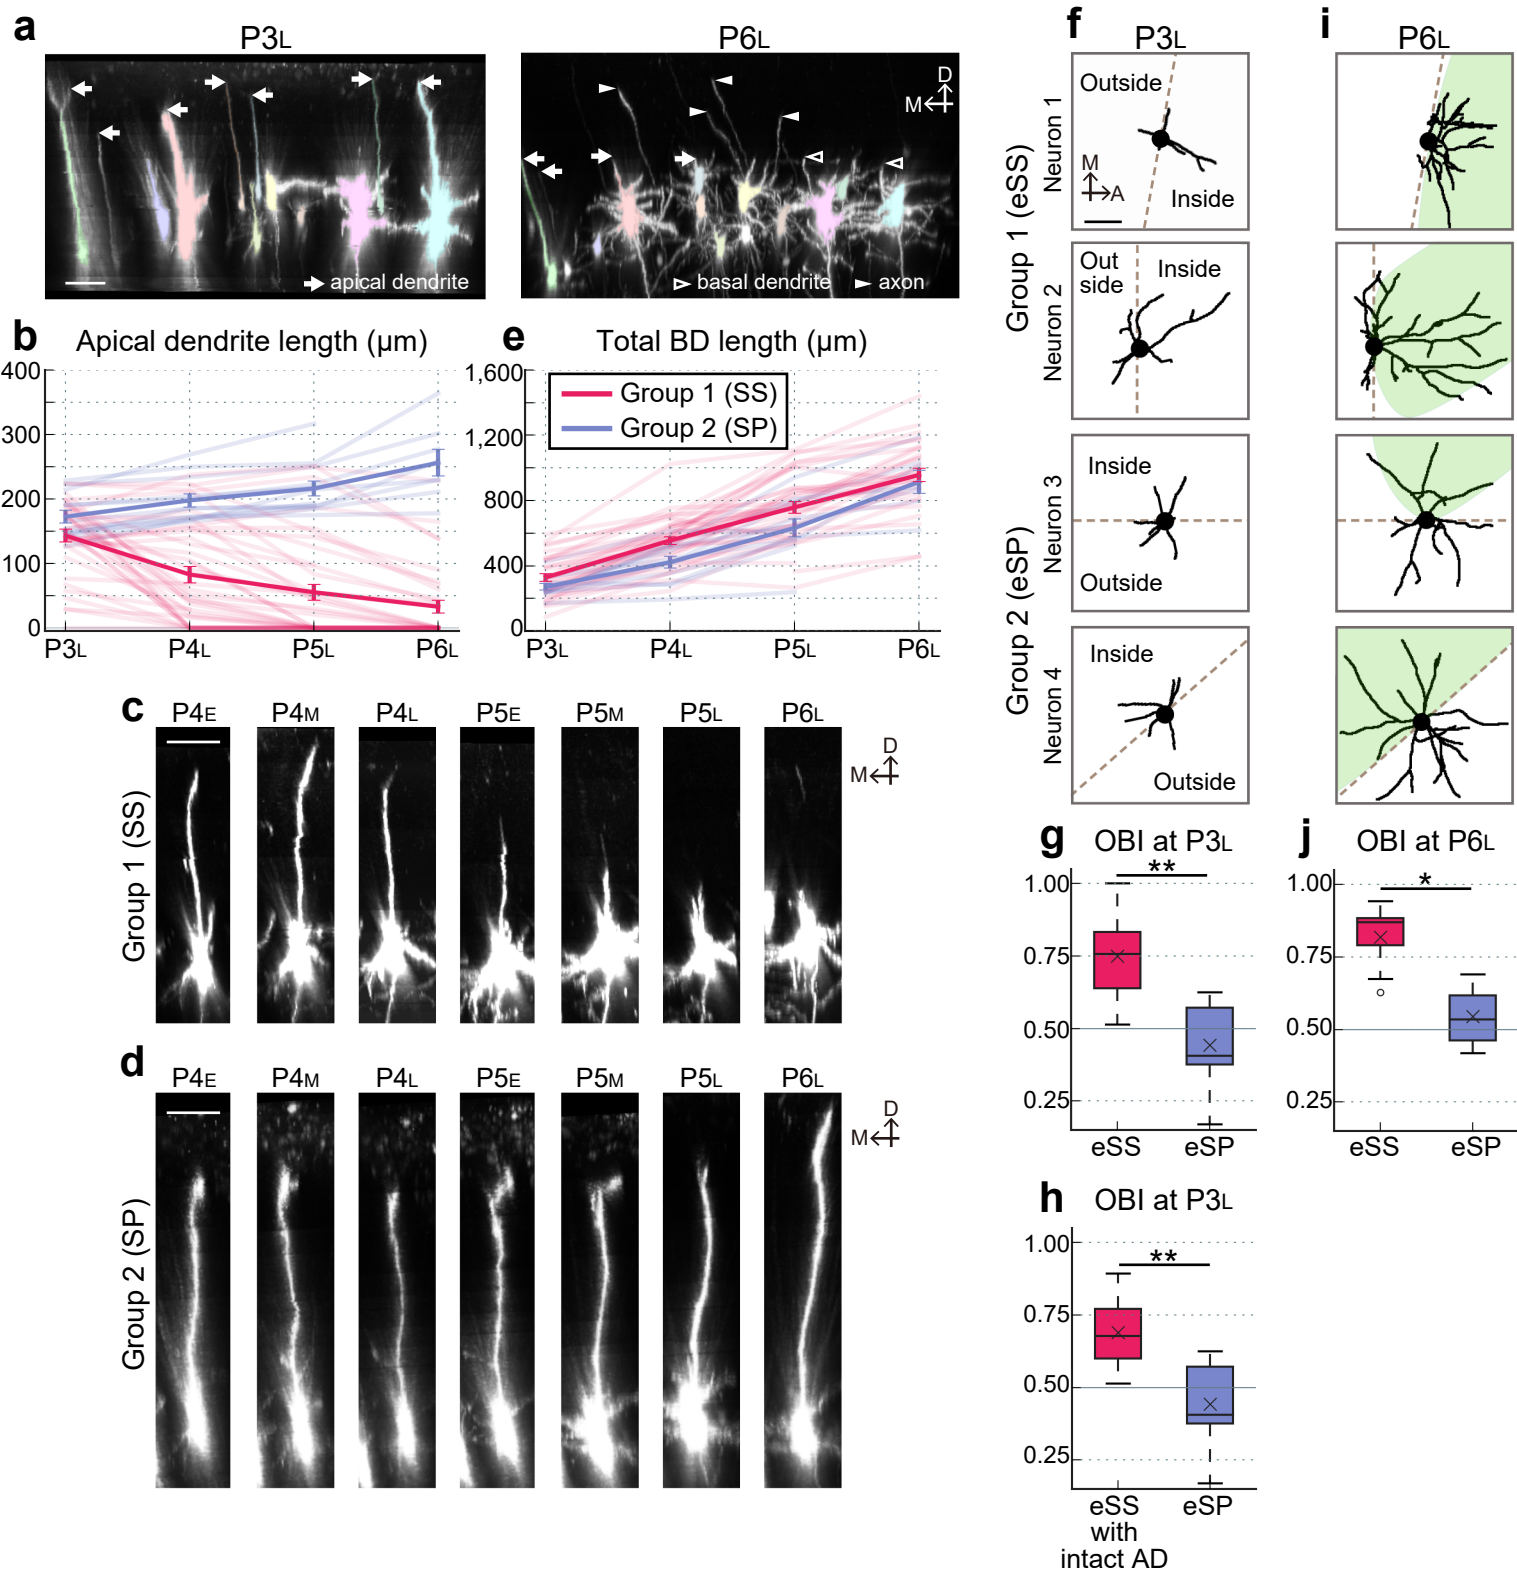 a
P3L
P6L
D
M
apical dendrite
basal dendrite
axon
b
Apical dendrite length (μm)
400
300
200
100
0
P3L
P4L
P5L
P6L
e
Total BD length (μm)
1,600
1,200
800
400
0
Group 1 (SS)
Group 2 (SP)
P3L
P4L
P5L
P6L
c
P4E
P4M
P4L
P5E
P5M
P5L
P6L
Group 1 (SS)
D
M
d
P4E
P4M
P4L
P5E
P5M
P5L
P6L
Group 2 (SP)
D
M
f
P3L
Group 1 (eSS)
Neuron 1
Outside
M
A
Inside
Neuron 2
Out
side
Inside
Group 2 (eSP)
Neuron 3
Inside
Outside
Neuron 4
Inside
Outside
i
P6L
g
OBI at P3L
**
1.00
0.75
0.50
0.25
eSS
eSP
j
OBI at P6L
*
1.00
0.75
0.50
0.25
eSS
eSP
h
OBI at P3L
**
1.00
0.75
0.50
0.25
eSS
with
intact AD
eSP